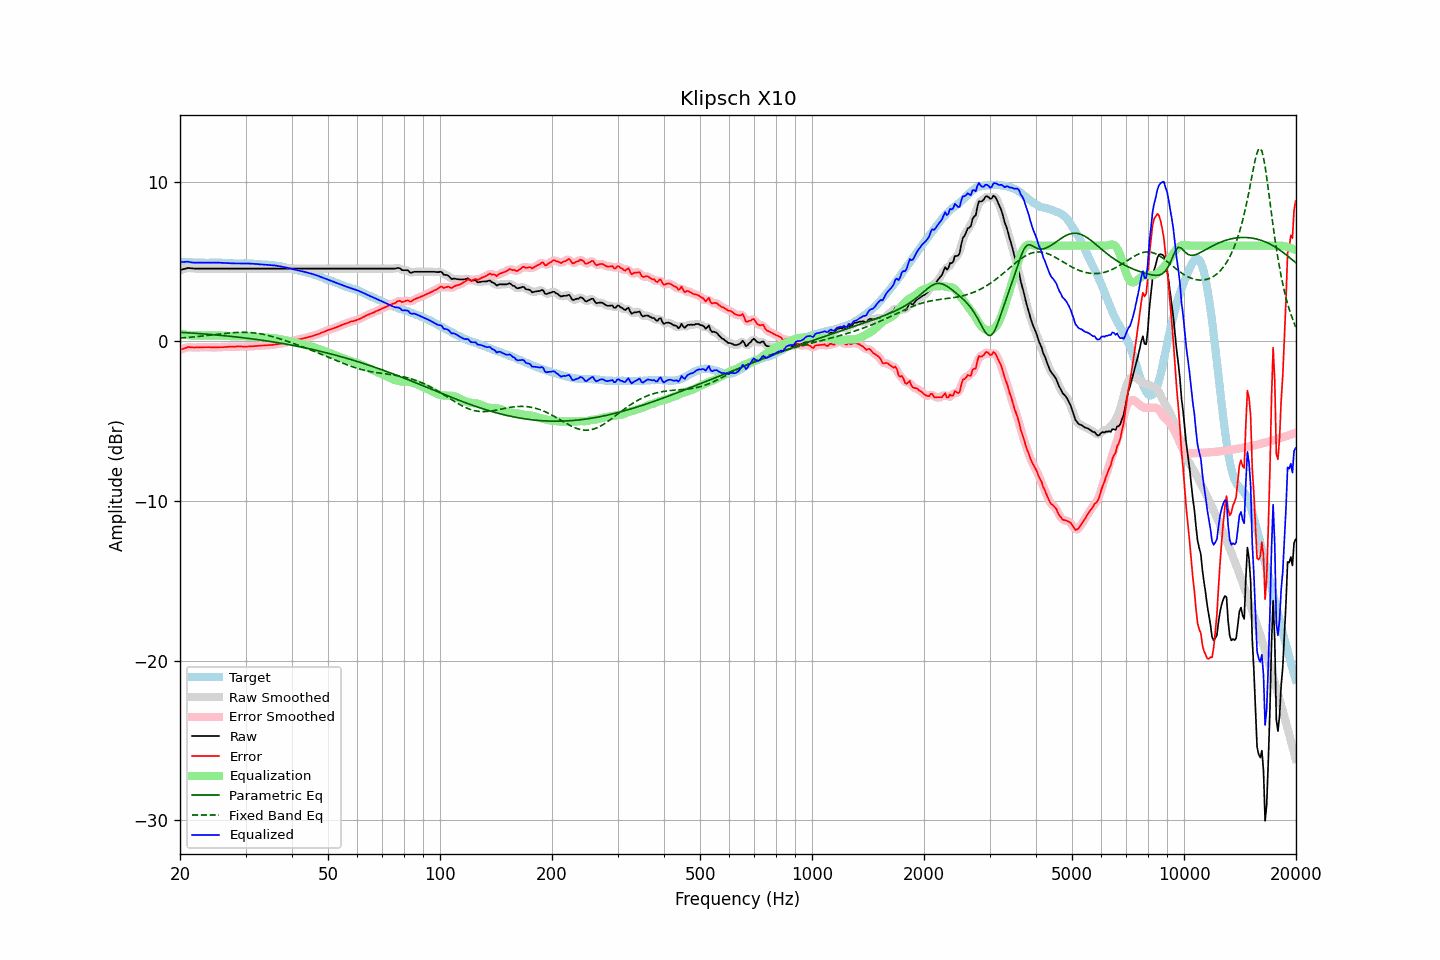 Klipsch X10
Amplitude (dBr)
10
0
−10
−20
−30
Target
Raw Smoothed
Error Smoothed
Raw
Error
Equalization
Parametric Eq
Fixed Band Eq
Equalized
20 50 100 200 500 1000 2000 5000 10000 20000
Frequency (Hz)